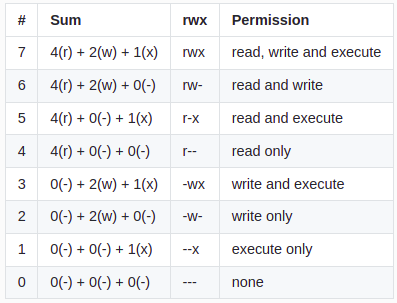 # Sum rwx Permission
7 4(r) + 2(w) + 1(x) rwx read, write and execute
6 4(r) + 2(w) + 0(-) rw- read and write
5 4(r) + 0(-) + 1(x) r-x read and execute
4 4(r) + 0(-) + 0(-) r-- read only
3 0(-) + 2(w) + 1(x) -wx write and execute
2 0(-) + 2(w) + 0(-) -w- write only
1 0(-) + 0(-) + 1(x) --x execute only
0 0(-) + 0(-) + 0(-) --- none